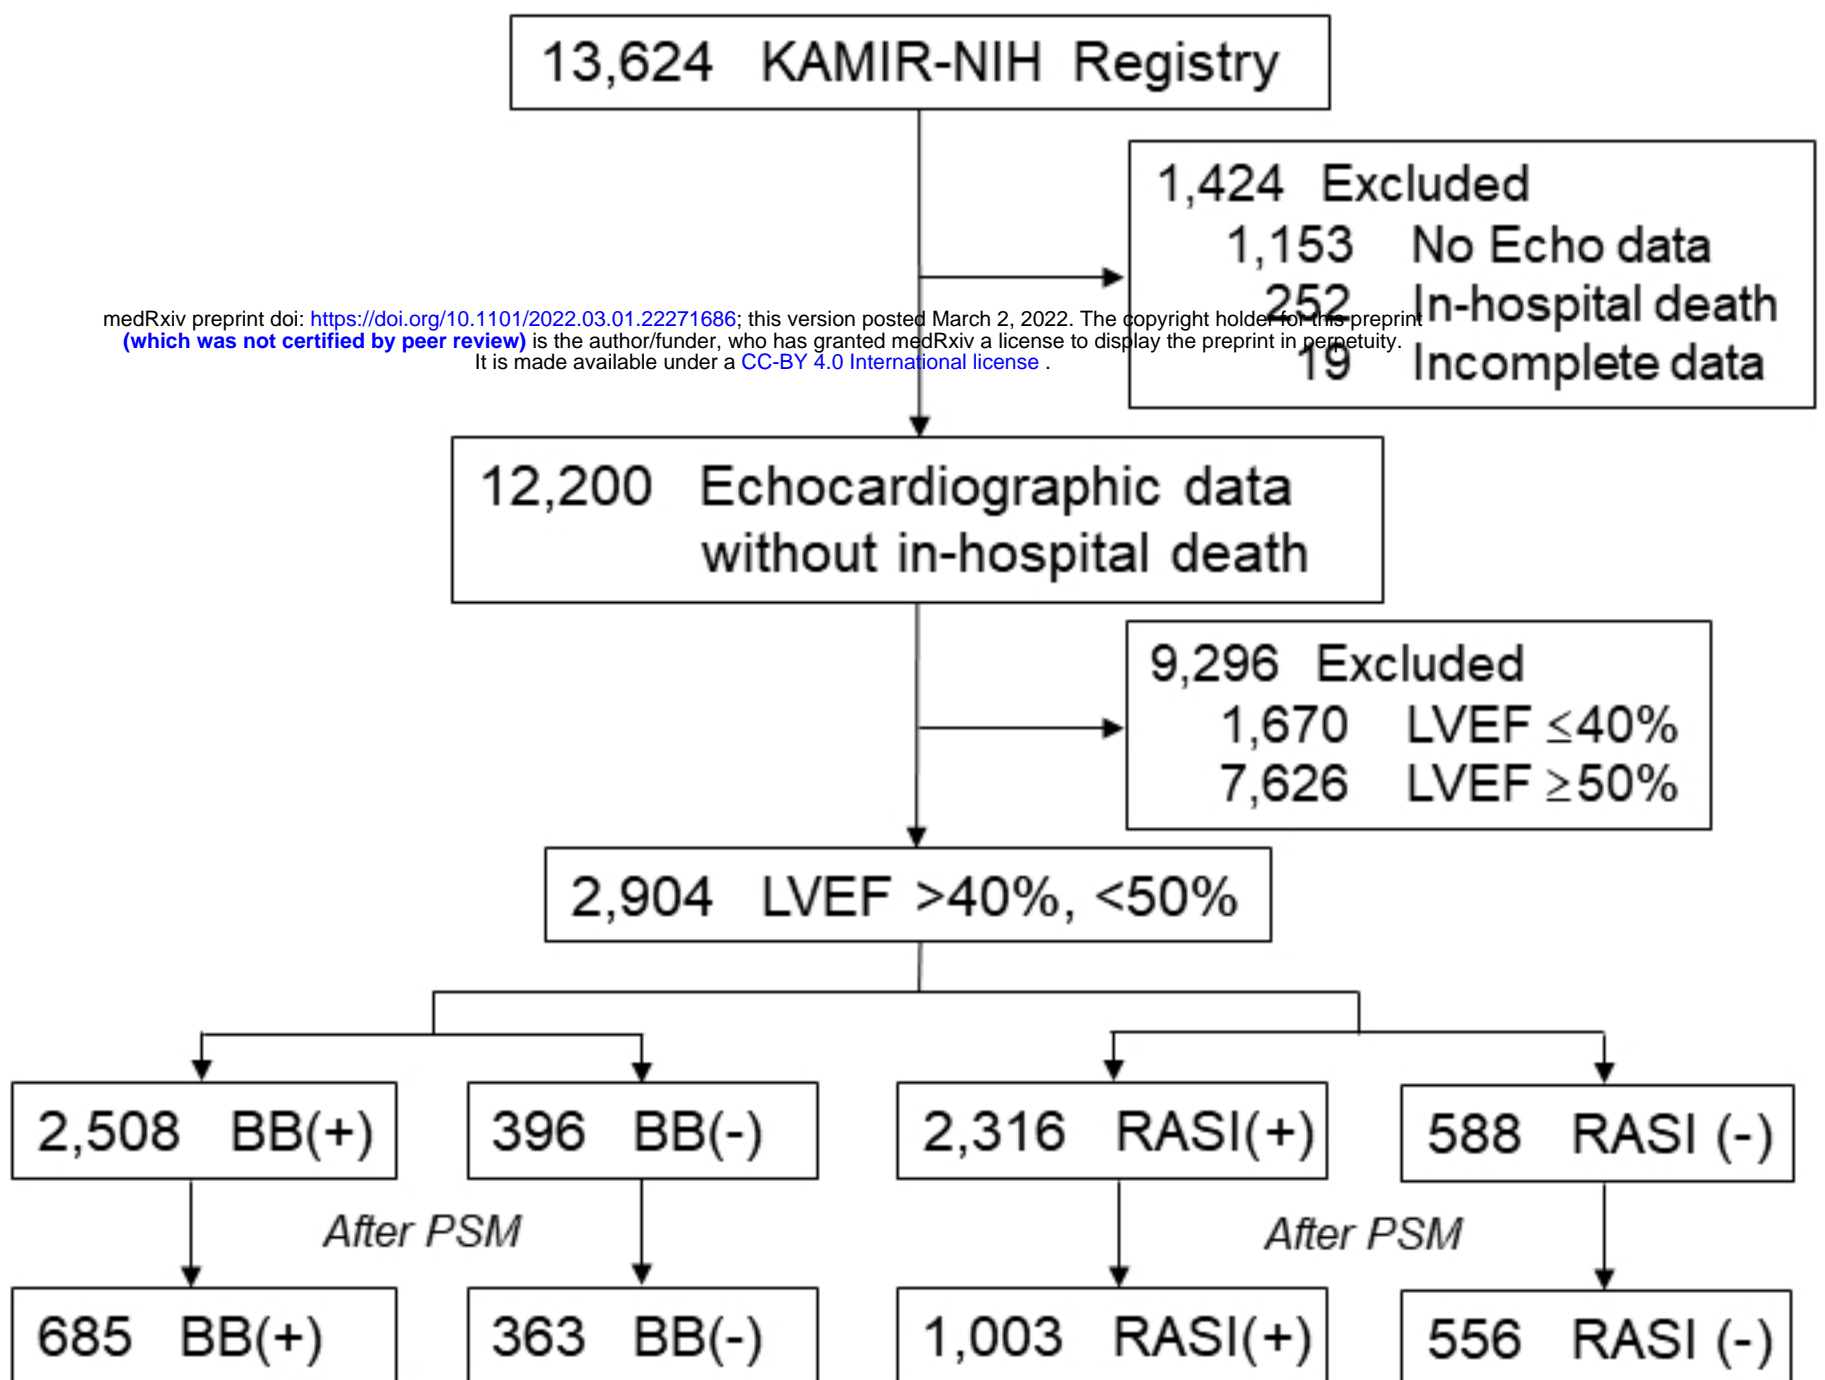 13,624 KAMIR-NIH Registry
1,424 Excluded
1,153 No Echo data
252 In-hospital death
19 Incomplete data
medRxiv preprint doi: https://doi.org/10.1101/2022.03.01.22271686; this version posted March 2, 2022. The copyright holder for this preprint
(which was not certified by peer review) is the author/funder, who has granted medRxiv a license to display the preprint in perpetuity.
It is made available under a CC-BY 4.0 International license .
12,200 Echocardiographic data
without in-hospital death
9,296 Excluded
1,670 LVEF ≤40%
7,626 LVEF ≥50%
2,904 LVEF >40%, <50%
2,508 BB(+)
396 BB(-)
2,316 RASI(+)
588 RASI (-)
After PSM
After PSM
685 BB(+)
363 BB(-)
1,003 RASI(+)
556 RASI (-)